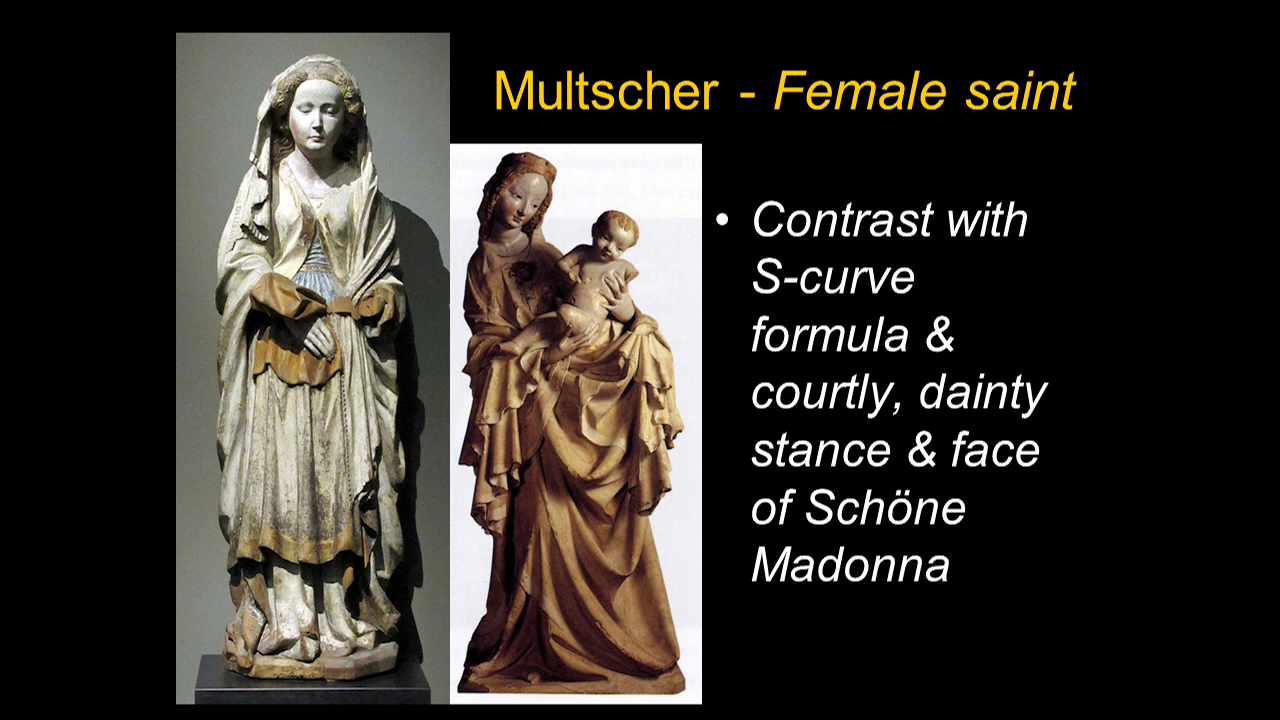 Multscher - Female saint
• Contrast with
S-curve
formula &
courtly, dainty
stance & face
of Schöne
Madonna